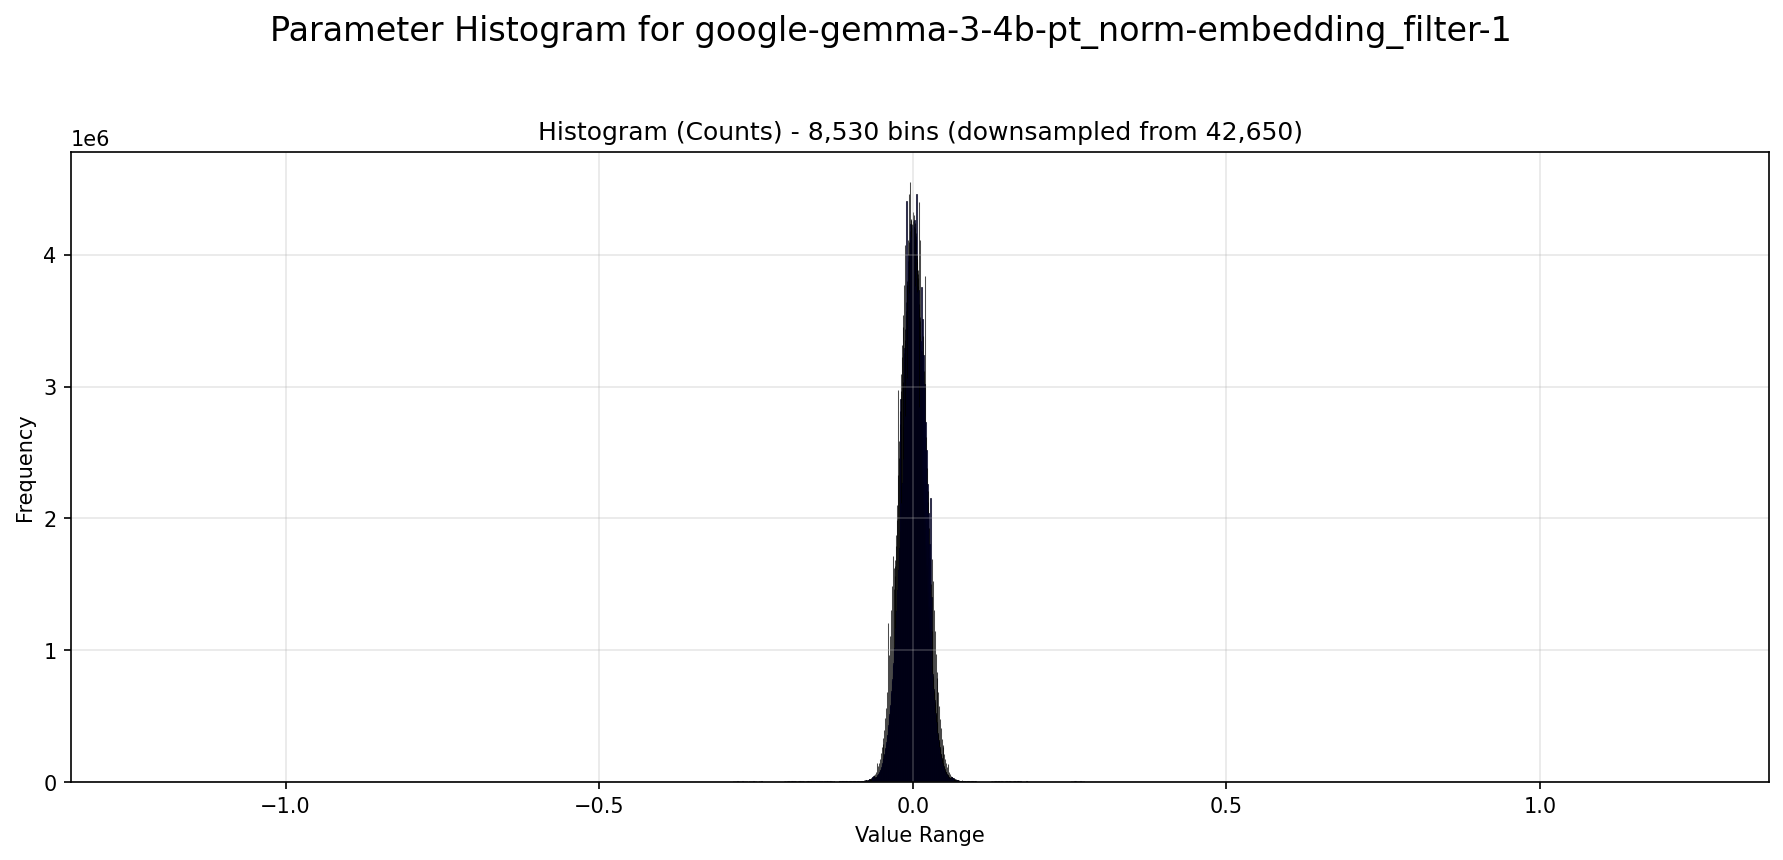 Parameter Histogram for google-gemma-3-4b-pt_norm-embedding_filter-1
Histogram (Counts) - 8,530 bins (downsampled from 42,650)
1e6
4
3
2
1
0
Frequency
−1.0
−0.5
0.0
0.5
1.0
Value Range